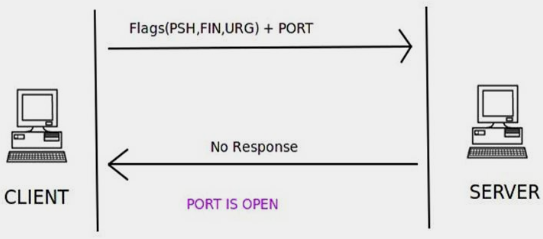 Flags(PSH,FIN,URG) + PORT
No Response
CLIENT
PORT IS OPEN
SERVER